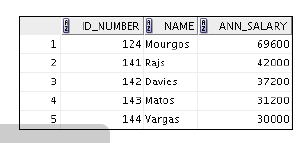 ID_NUMBER NAME ANN_SALARY
1 124 Mourgos 69600
2 141 Rajs 42000
3 142 Davies 37200
4 143 Matos 31200
5 144 Vargas 30000